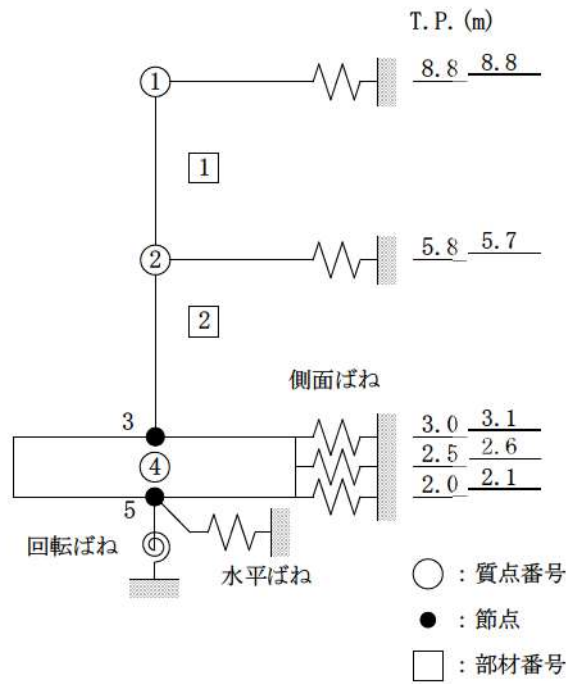 T.P.(m)
1 8.8 8.8
1
2 5.8 5.7
2
側面ばね
3 3.0 3.1
4 2.5 2.6
5 2.0 2.1
回転ばね
水平ばね
○ : 質点番号
● : 節点
□ : 部材番号